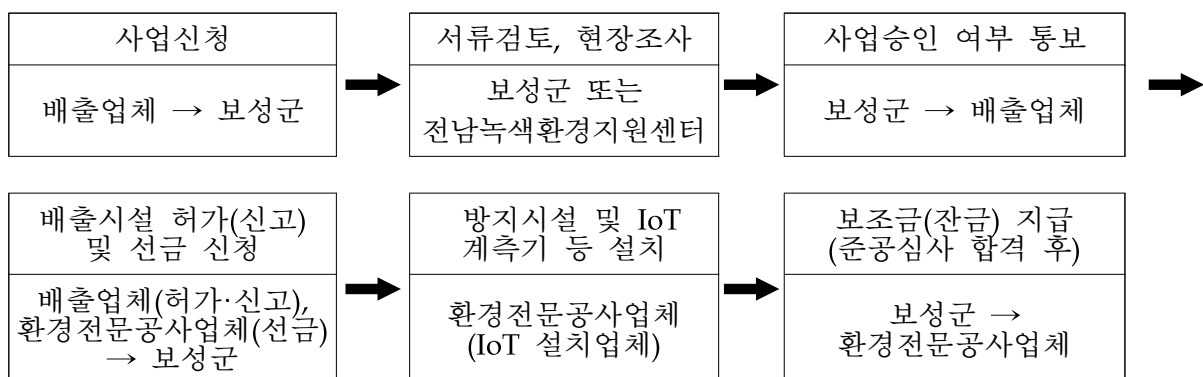 사업신청
배출업체 → 보성군
서류검토, 현장조사
보성군 또는
전남녹색환경지원센터
사업승인 여부 통보
보성군 → 배출업체
배출시설 허가(신고)
및 선금 신청
배출업체(허가·신고),
환경전문공사업체(선금)
→ 보성군
방지시설 및 IoT
계측기 등 설치
환경전문공사업체
(IoT 설치업체)
보조금(잔금) 지급
(준공심사 합격 후)
보성군 →
환경전문공사업체